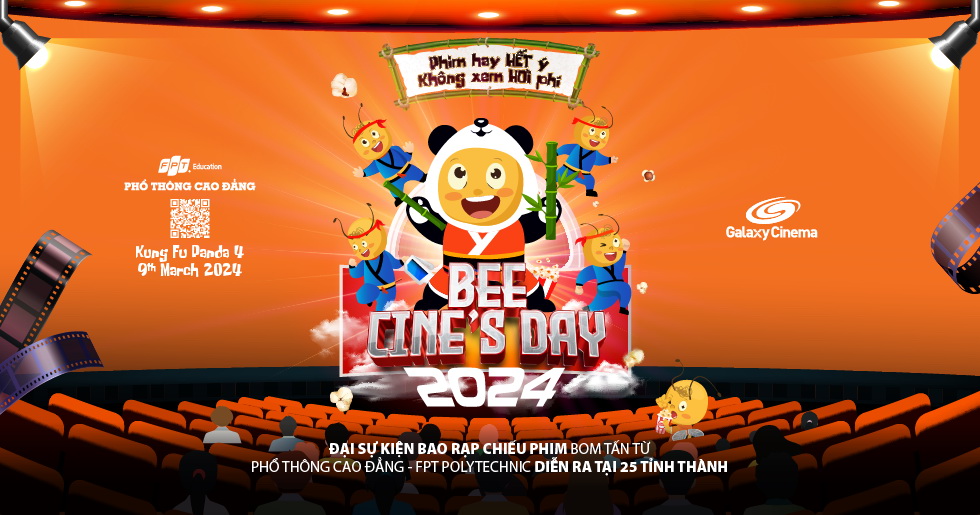 Phim hay HẾT ý
Không xem HƠI phí
FPT Education
PHỔ THÔNG CAO ĐẲNG
Kung Fu Panda 4
9th March 2024
Galaxy Cinema
BEE
CINE'S DAY
2024
ĐẠI SỰ KIỆN BAO RẠP CHIẾU PHIM BOM TẤN TỪ
PHỔ THÔNG CAO ĐẲNG - FPT POLYTECHNIC DIỄN RA TẠI 25 TỈNH THÀNH